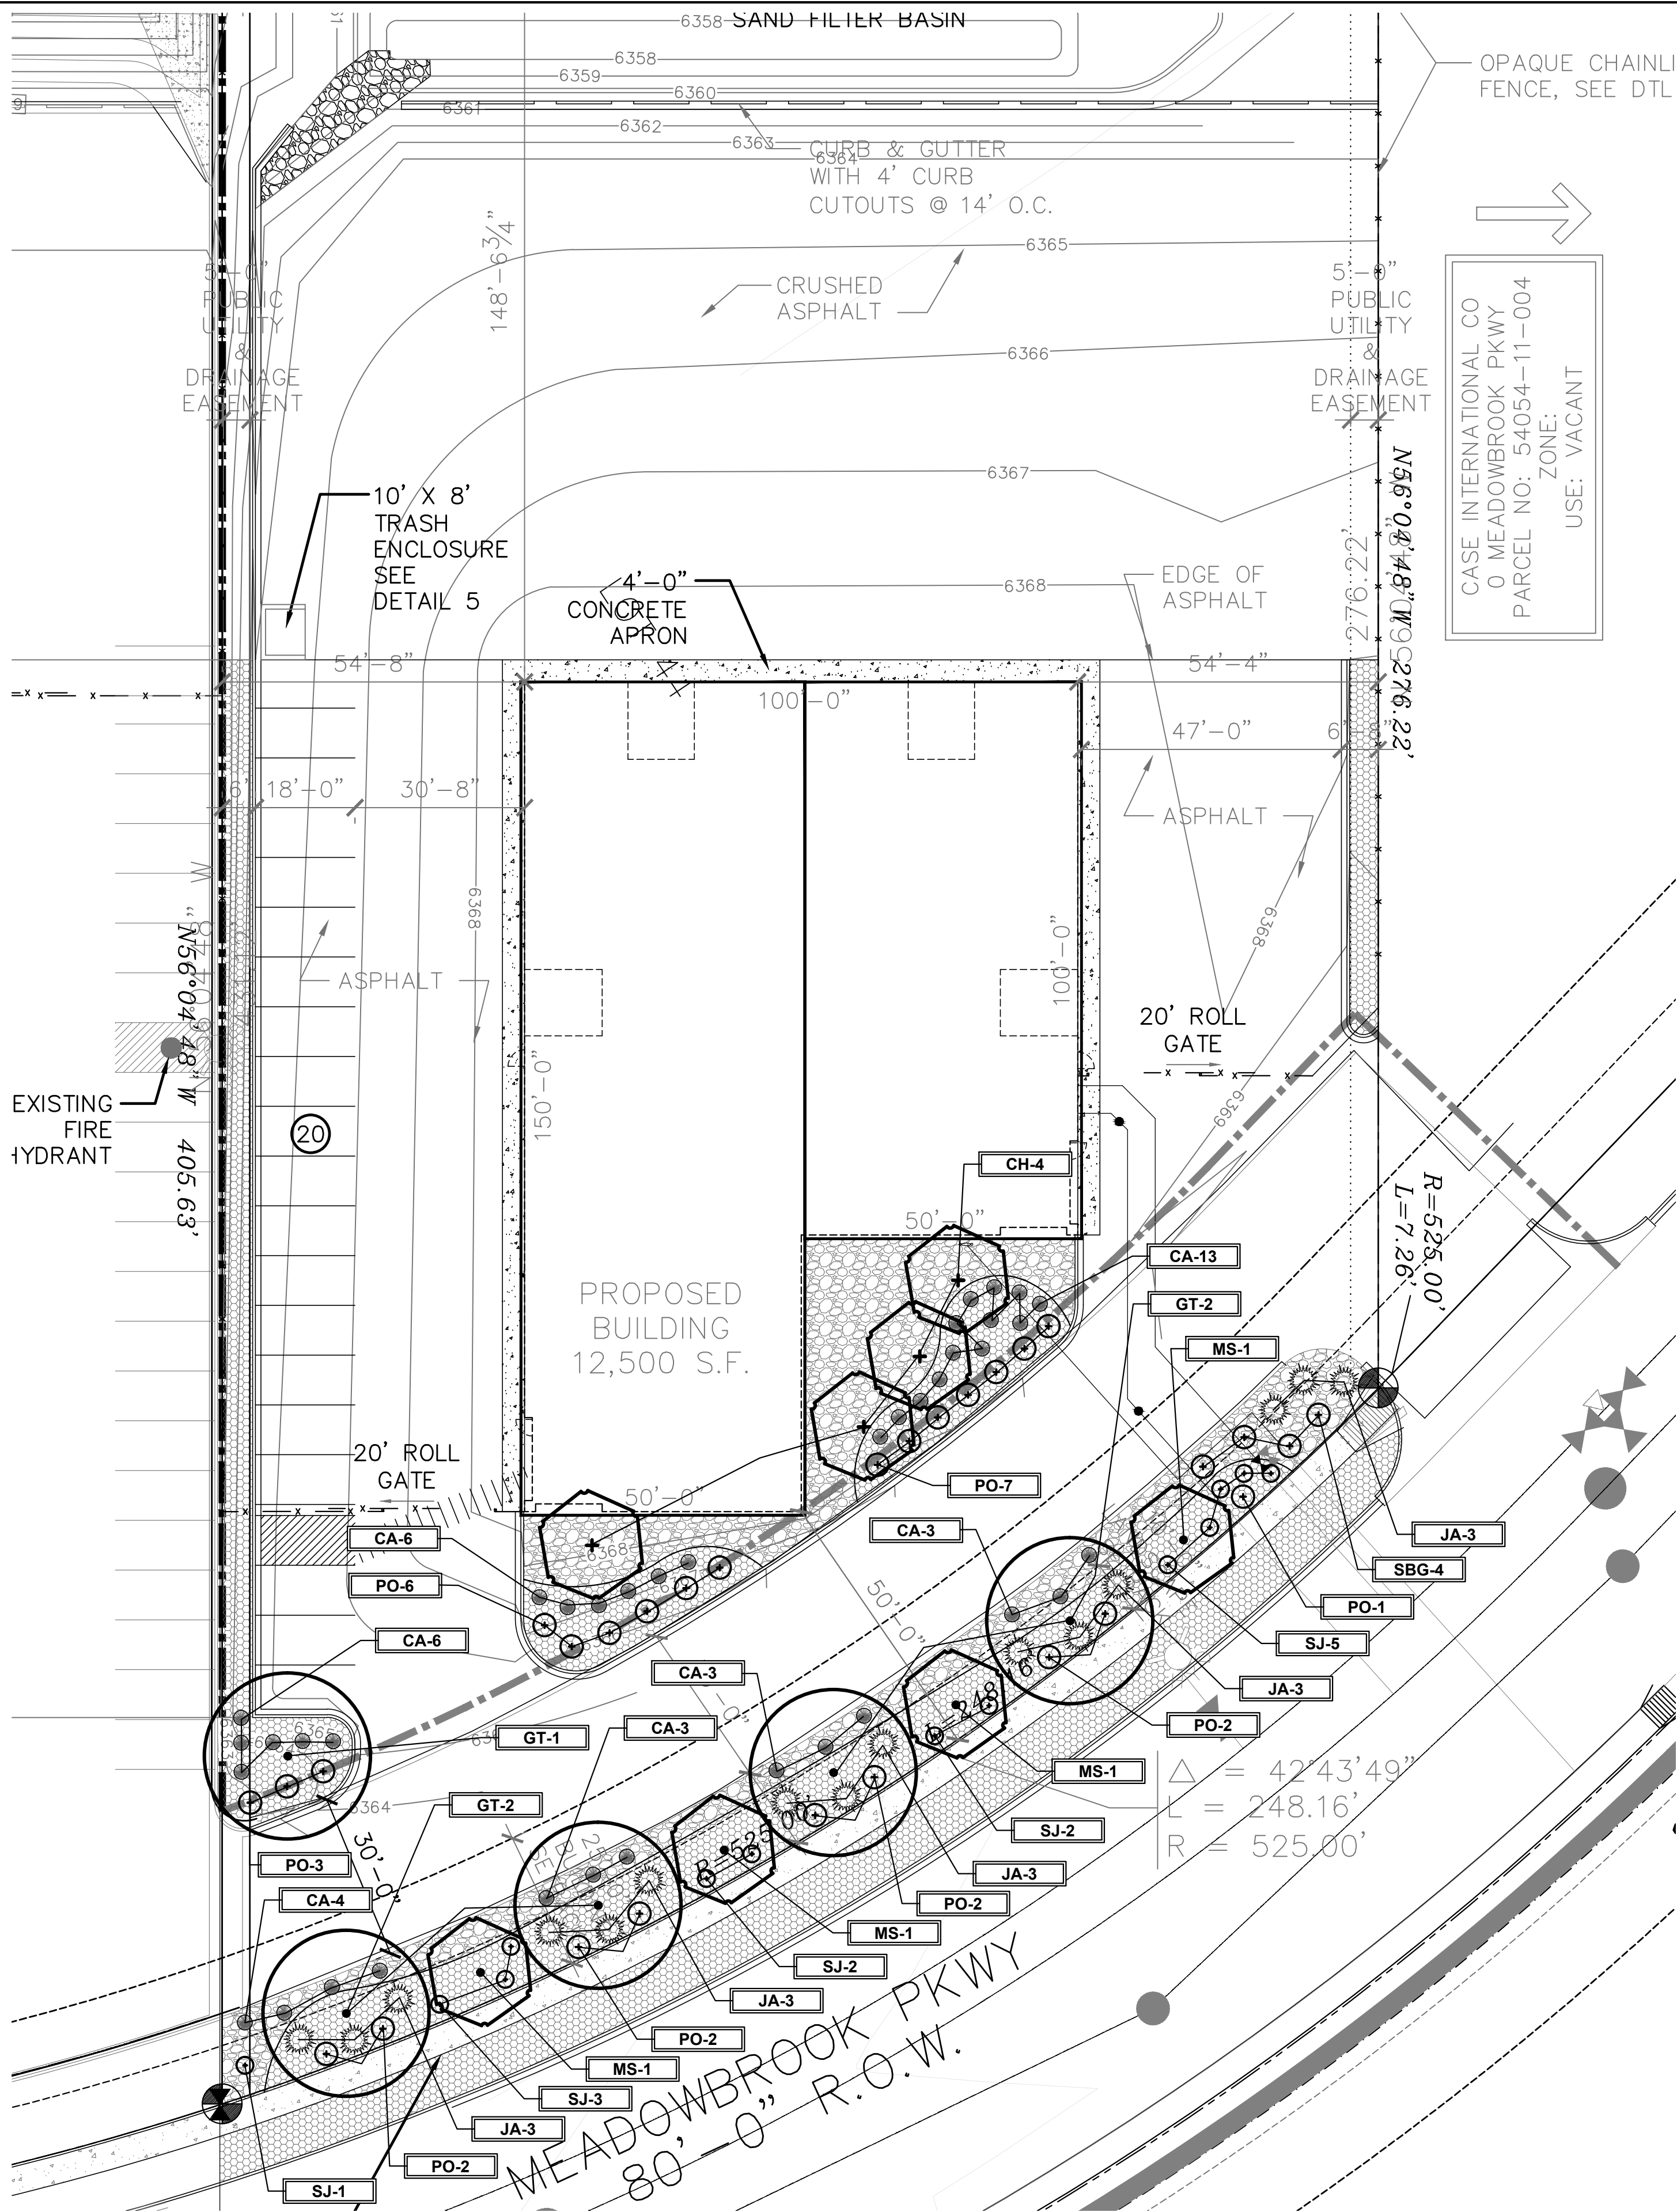 SAND FILTER BASIN
6358
6358
6359
6360
6361
6362
6363
6364
OPAQUE CHAINLI
FENCE, SEE DTL
CURB & GUTTER
WITH 4' CURB
CUTOUTS @ 14' O.C.
148'-6 3/4"
6365
CRUSHED
ASPHALT
5'-0"
PUBLIC
UTILITY
&
DRAINAGE
EASEMENT
5'-0"
PUBLIC
UTILITY
&
DRAINAGE
EASEMENT
CASE INTERNATIONAL CO
0 MEADOWBROOK PKWY
PARCEL NO: 54054-11-004
ZONE:
USE: VACANT
6366
6367
N56°04'48" W 276.22'
276.22'
10' X 8'
TRASH
ENCLOSURE
SEE
DETAIL 5
4'-0"
CONCRETE
APRON
6368
EDGE OF
ASPHALT
54'-8"
100'-0"
54'-4"
47'-0"
6'
6'
18'-0"
30'-8"
ASPHALT
6368
6368
N56°04'48" W 405.63'
ASPHALT
100'-0"
150'-0"
20' ROLL
GATE
EXISTING
FIRE
HYDRANT
20
6369
CH-4
R=525.00'
L=7.26'
50'-0"
CA-13
GT-2
MS-1
PROPOSED
BUILDING
12,500 S.F.
20' ROLL
GATE
50'-0"
PO-7
CA-3
CA-6
6368
JA-3
SBG-4
PO-6
PO-1
CA-6
50'-0"
SJ-5
CA-3
JA-3
CA-3
PO-2
GT-1
MS-1
6365
6364
GT-2
SJ-2
△ = 42°43'49"
L = 248.16'
R = 525.00'
PO-3
30'-0"
R=525.00'
JA-3
CA-4
PO-2
MS-1
SJ-2
JA-3
PO-2
MS-1
SJ-3
JA-3
PO-2
SJ-1
MEADOWBROOK PKWY
80'-0" R.O.W.